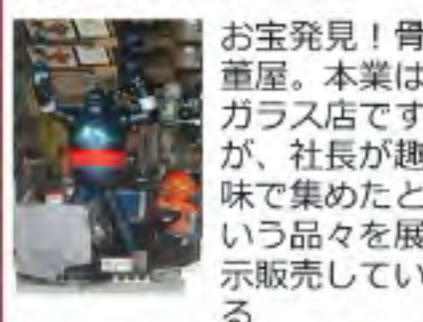 お宝発見！骨
董屋。本業は
ガラス店です
が、社長が趣
味で集めたと
いう品々を展
示販売してい
る